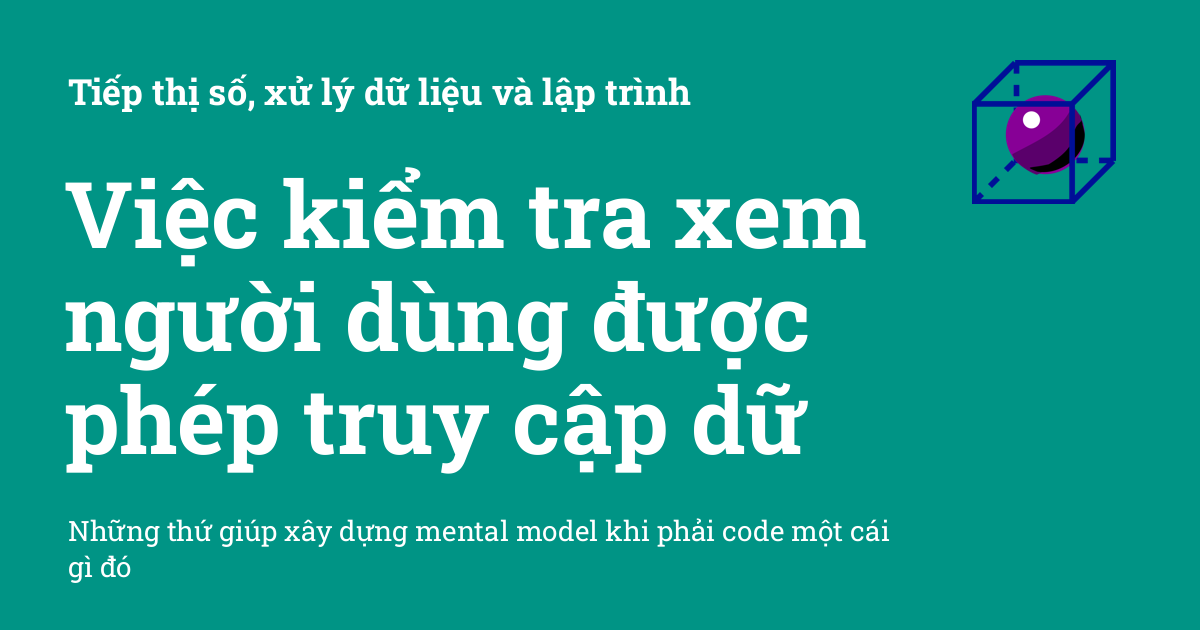 Tiếp thị số, xử lý dữ liệu và lập trình
Việc kiểm tra xem
người dùng được
phép truy cập dữ
Những thứ giúp xây dựng mental model khi phải code một cái
gì đó